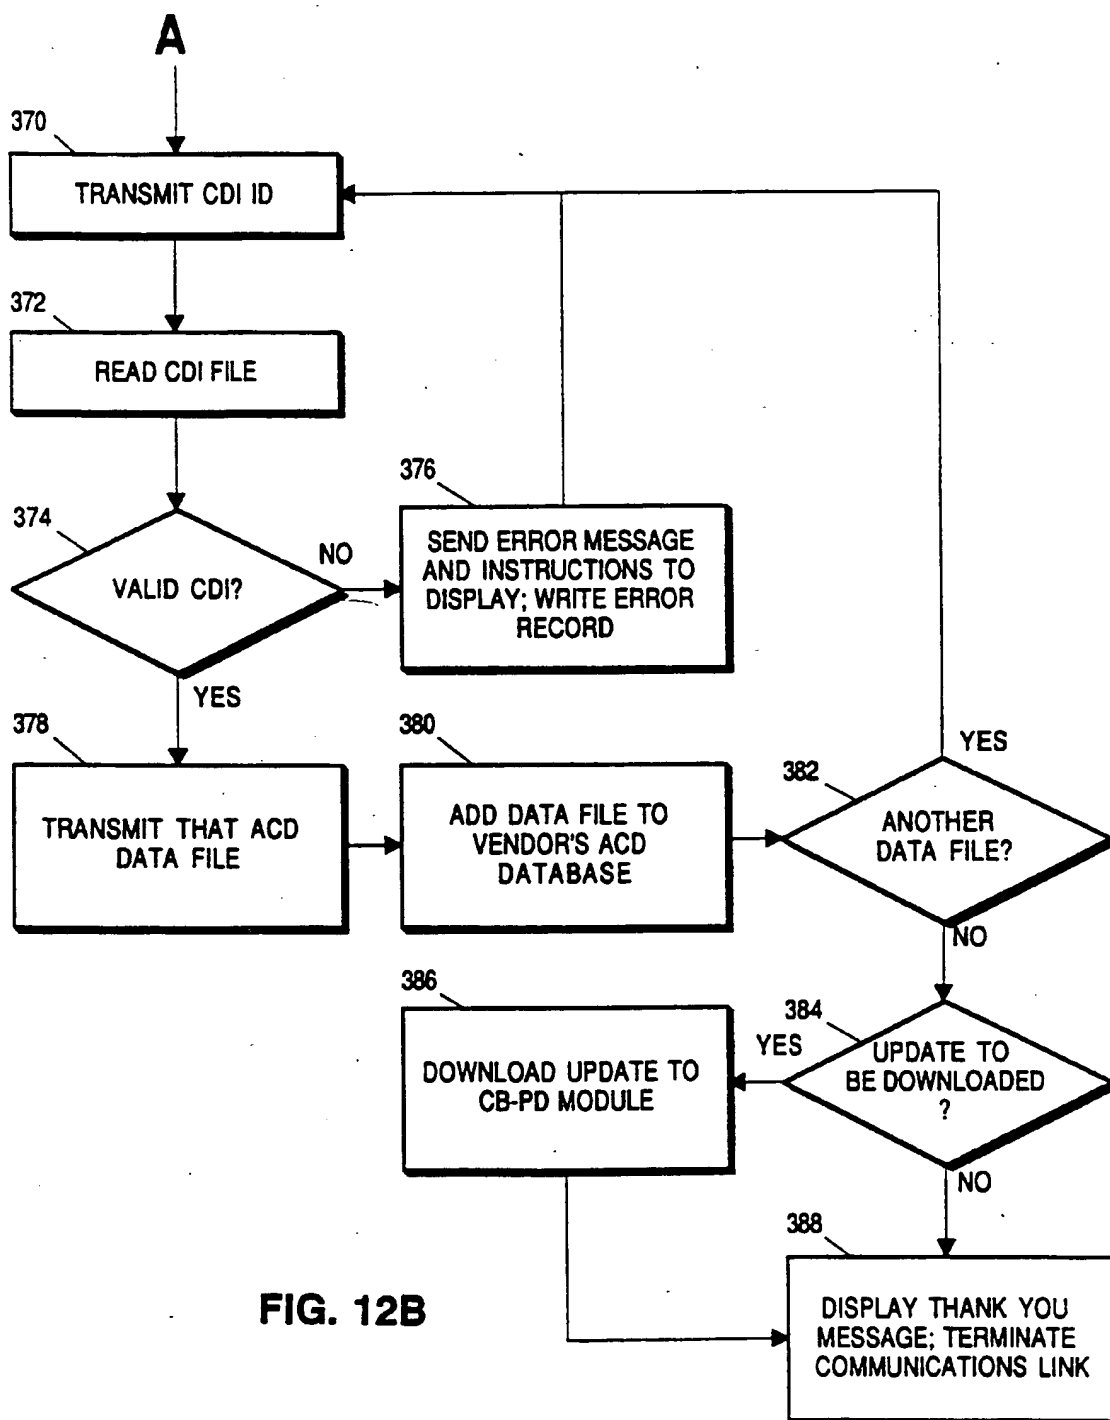 A
370
TRANSMIT CDI ID
372
READ CDI FILE
374
VALID CDI?
NO
YES
376
SEND ERROR MESSAGE
AND INSTRUCTIONS TO
DISPLAY; WRITE ERROR
RECORD
378
TRANSMIT THAT ACD
DATA FILE
380
ADD DATA FILE TO
VENDOR'S ACD
DATABASE
382
ANOTHER
DATA FILE?
YES
NO
384
UPDATE TO
BE DOWNLOADED
?
YES
NO
386
DOWNLOAD UPDATE TO
CB-PD MODULE
388
DISPLAY THANK YOU
MESSAGE; TERMINATE
COMMUNICATIONS LINK
FIG. 12B